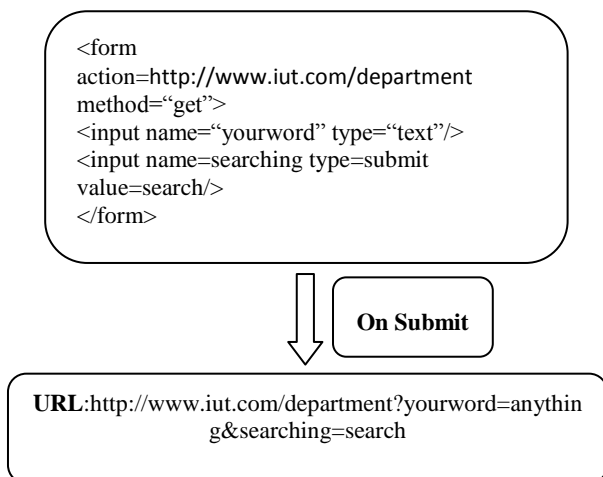 <form
action=http://www.iut.com/department
method=“get”>
<input name=“yourword” type=“text”/>
<input name=searching type=submit
value=search/>
</form>
On Submit
URL:http://www.iut.com/department?yourword=anythin
g&searching=search